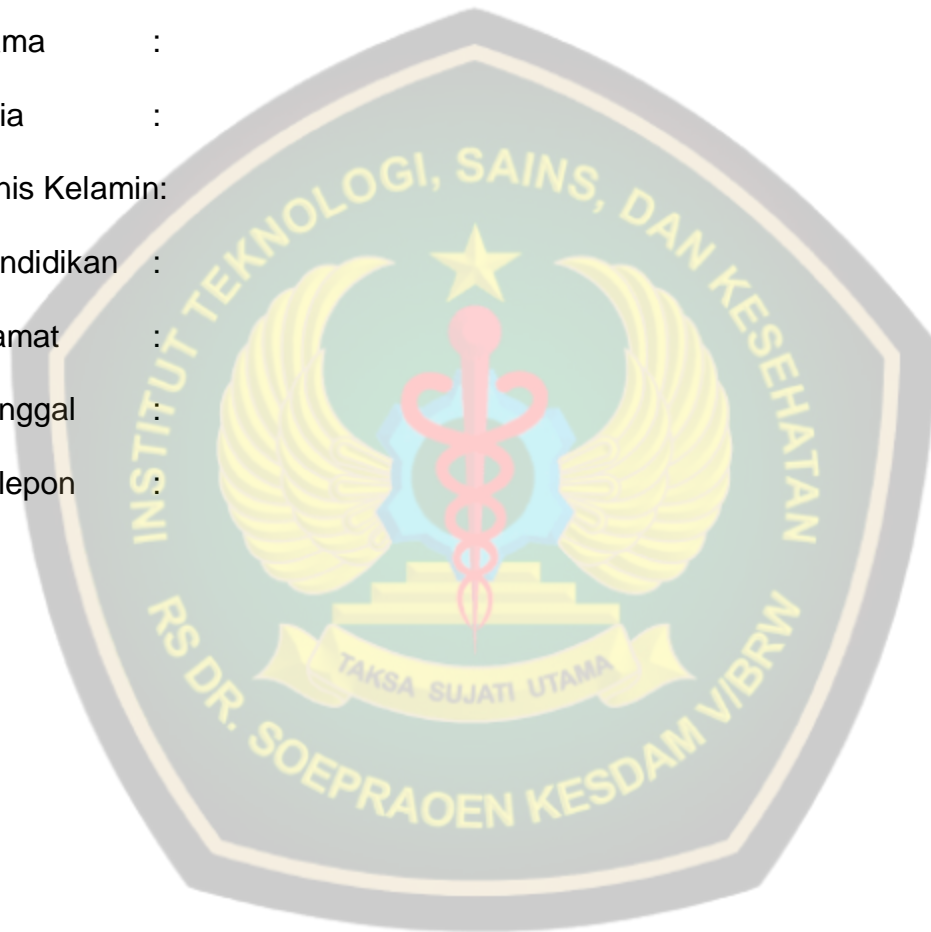 ama :
ia :
nis Kelamin:
ndidikan :
amat :
nggal :
lepon :
INSTITUT TEKNOLOGI, SAINS, DAN KESEHATAN
TAKSA SUJATI UTAMA
RS DR. SOEPRAOEN KESDAM V/BRW